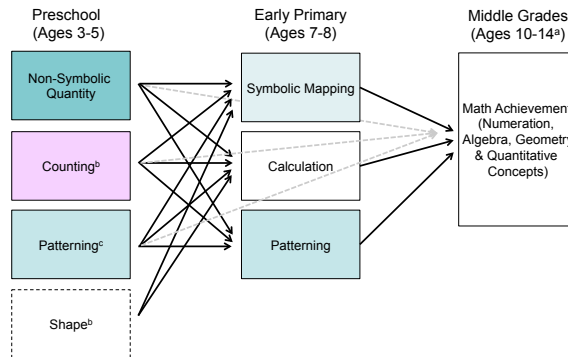 Preschool
(Ages 3-5)
Early Primary
(Ages 7-8)
Middle Grades
(Ages 10-14ᵃ)
Non-Symbolic
Quantity
Countingᵇ
Patterningᶜ
Shapeᵇ
Symbolic Mapping
Calculation
Patterning
Math Achievement
(Numeration,
Algebra, Geometry
& Quantitative
Concepts)